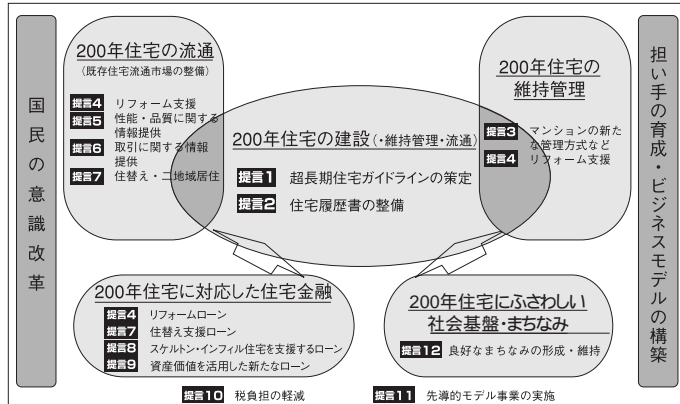 国民の意識改革
200年住宅の流通
(既存住宅流通市場の整備)
提言4 リフォーム支援
提言5 性能・品質に関する
情報提供
提言6 取引に関する情報
提供
提言7 住替え・二地域居住
200年住宅の建設(・維持管理・流通)
提言1 超長期住宅ガイドラインの策定
提言2 住宅履歴書の整備
200年住宅の
維持管理
提言3 マンションの新た
な管理方式など
提言4 リフォーム支援
担い手の育成・ビジネスモデルの構築
200年住宅に対応した住宅金融
提言4 リフォームローン
提言7 住替え支援ローン
提言8 スケルトン・インフィル住宅を支援するローン
提言9 資産価値を活用した新たなローン
200年住宅にふさわしい
社会基盤・まちなみ
提言12 良好なまちなみの形成・維持
提言10 税負担の軽減
提言11 先導的モデル事業の実施